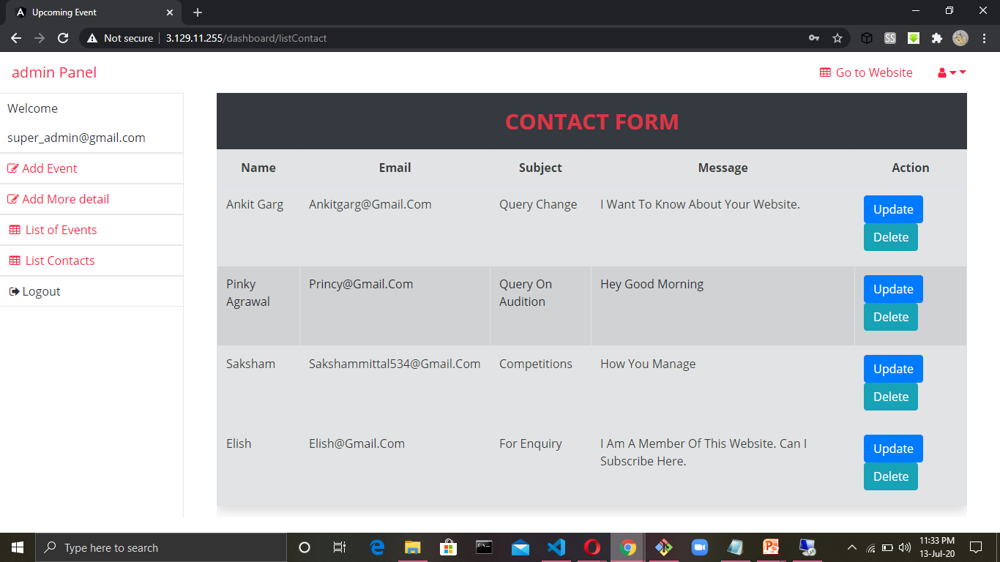 Upcoming Event
Not secure 3.129.11.255/dashboard/listContact
SS
admin Panel
Go to Website
Welcome
super_admin@gmail.com
Add Event
Add More detail
List of Events
List Contacts
Logout
CONTACT FORM
Name Email Subject Message Action
Ankit Garg Ankitgarg@Gmail.Com Query Change I Want To Know About Your Website. Update
Delete
Pinky Princy@Gmail.Com Query On Hey Good Morning Update
Agrawal Audition
Delete
Saksham Sakshammittal534@Gmail.Com Competitions How You Manage Update
Delete
Elish Elish@Gmail.Com For Enquiry I Am A Member Of This Website. Can I Update
Subscribe Here.
Delete
Type here to search
11:33 PM
13-Jul-20